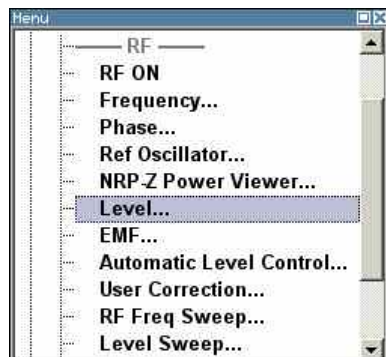 Menu
RF
RF ON
Frequency...
Phase...
Ref Oscillator...
NRP-Z Power Viewer...
Level...
EMF...
Automatic Level Control...
User Correction...
RF Freq Sweep...
Level Sweep...